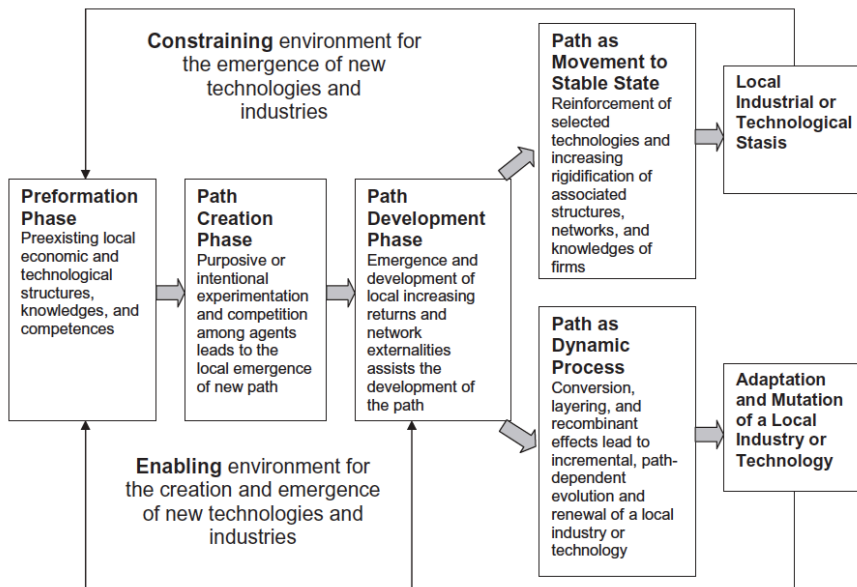 Constraining environment for
the emergence of new
technologies and
industries
Preformation
Phase
Preexisting local
economic and
technological
structures,
knowledges, and
competences
Path
Creation
Phase
Purposive or
intentional
experimentation
and competition
among agents
leads to the
local emergence
of new path
Path
Development
Phase
Emergence and
development of
local increasing
returns and
network
externalities
assists the
development of
the path
Path as
Movement to
Stable State
Reinforcement of
selected
technologies and
increasing
rigidification of
associated
structures,
networks, and
knowledges of
firms
Local
Industrial or
Technological
Stasis
Path as
Dynamic
Process
Conversion,
layering, and
recombinant
effects lead to
incremental, path-
dependent
evolution and
renewal of a local
industry or
technology
Adaptation
and Mutation
of a Local
Industry or
Technology
Enabling environment for
the creation and emergence
of new technologies and
industries